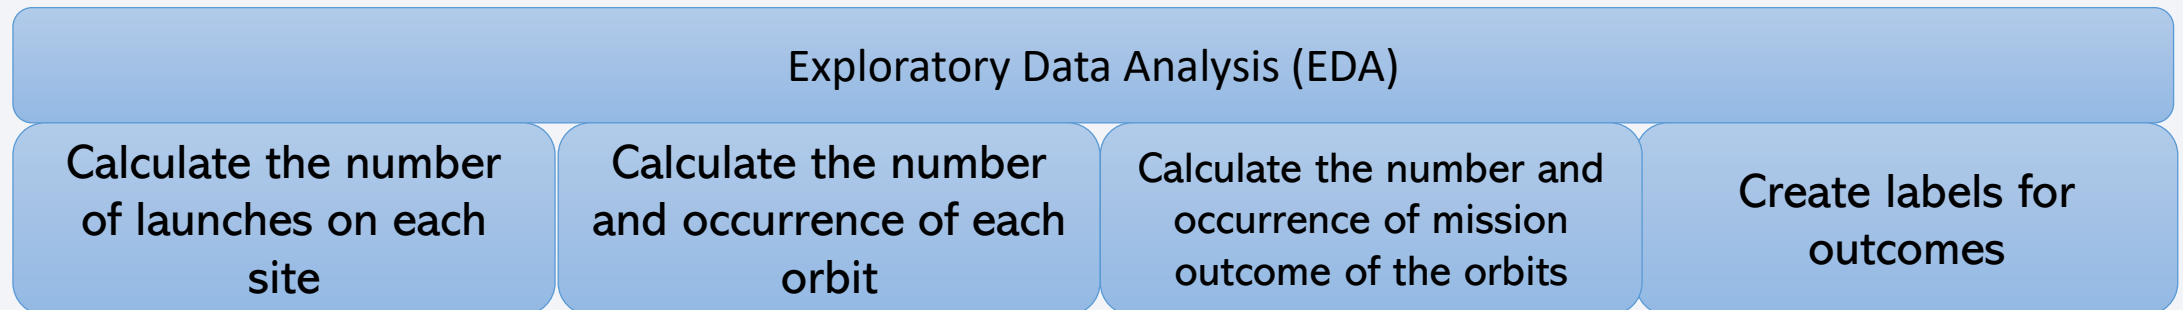 Exploratory Data Analysis (EDA)
Calculate the number
of launches on each
site
Calculate the number
and occurrence of each
orbit
Calculate the number and
occurrence of mission
outcome of the orbits
Create labels for
outcomes